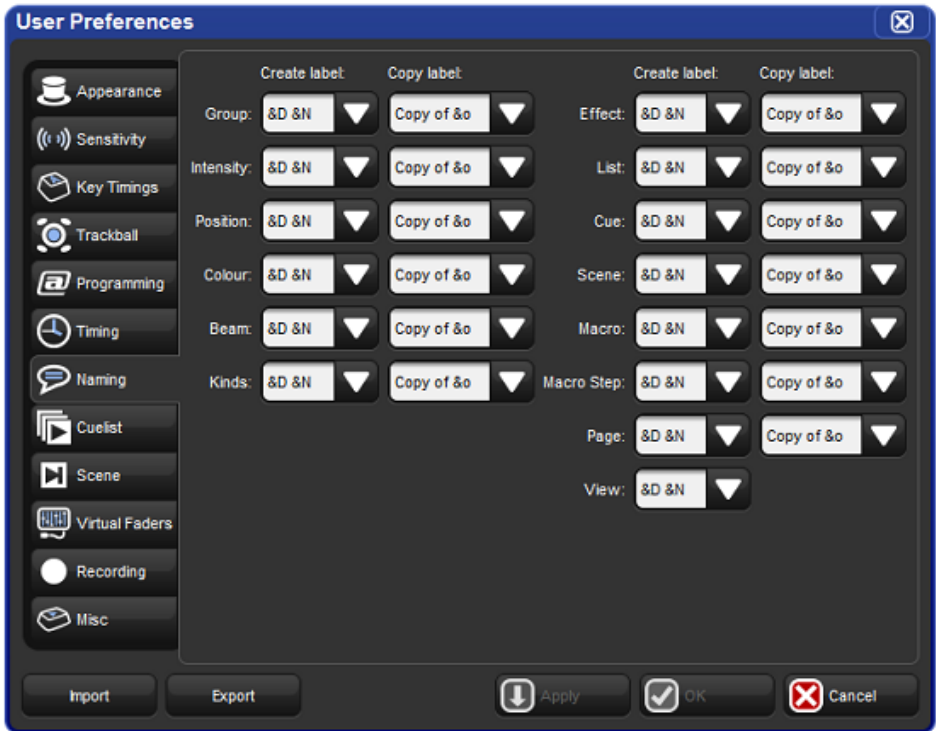 User Preferences
Appearance
Sensitivity
Key Timings
Trackball
Programming
Timing
Naming
Cuelist
Scene
Virtual Faders
Recording
Misc
Create label: Copy label: Create label: Copy label:
Group: &D &N Copy of &o Effect: &D &N Copy of &o
Intensity: &D &N Copy of &o List: &D &N Copy of &o
Position: &D &N Copy of &o Cue: &D &N Copy of &o
Colour: &D &N Copy of &o Scene: &D &N Copy of &o
Beam: &D &N Copy of &o Macro: &D &N Copy of &o
Kinds: &D &N Copy of &o Macro Step: &D &N Copy of &o
Page: &D &N Copy of &o
View: &D &N
Import Export Apply OK Cancel